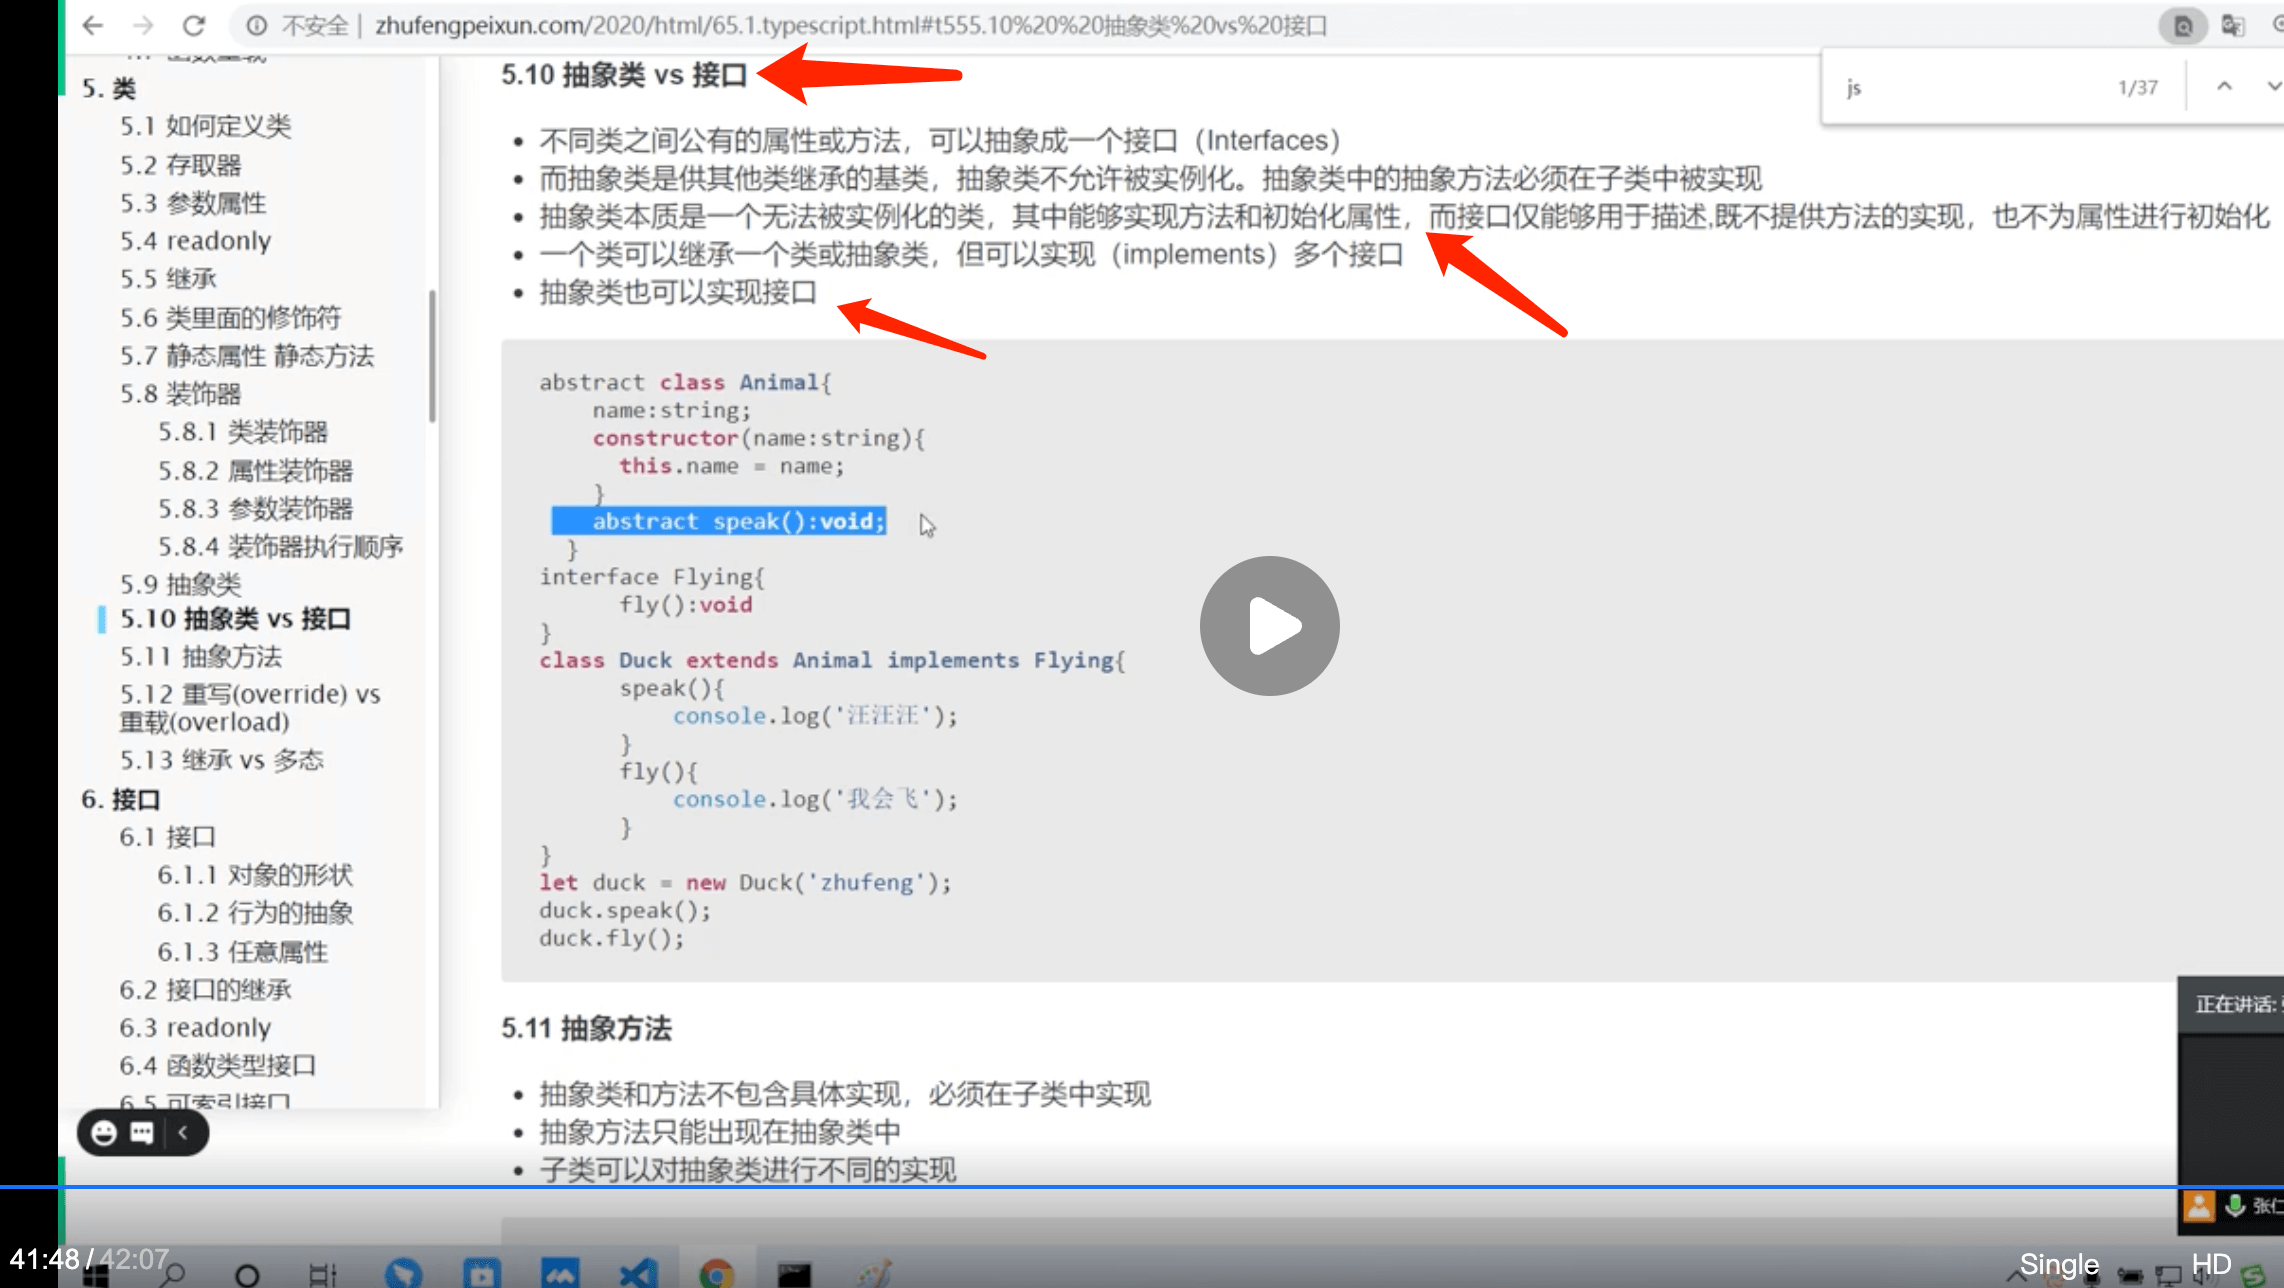 不安全 | zhufengpeixun.com/2020/html/65.1.typescript.html#t555.10%20%20抽象类%20vs%20接口
js 1/37
5. 类
5.1 如何定义类
5.2 存取器
5.3 参数属性
5.4 readonly
5.5 继承
5.6 类里面的修饰符
5.7 静态属性 静态方法
5.8 装饰器
5.8.1 类装饰器
5.8.2 属性装饰器
5.8.3 参数装饰器
5.8.4 装饰器执行顺序
5.9 抽象类
5.10 抽象类 vs 接口
5.11 抽象方法
5.12 重写(override) vs
重载(overload)
5.13 继承 vs 多态
6. 接口
6.1 接口
6.1.1 对象的形状
6.1.2 行为的抽象
6.1.3 任意属性
6.2 接口的继承
6.3 readonly
6.4 函数类型接口
6.5 可索引接口
5.10 抽象类 vs 接口
不同类之间公有的属性或方法，可以抽象成一个接口（Interfaces）
而抽象类是供其他类继承的基类，抽象类不允许被实例化。抽象类中的抽象方法必须在子类中被实现
抽象类本质是一个无法被实例化的类，其中能够实现方法和初始化属性，而接口仅能够用于描述,既不提供方法的实现，也不为属性进行初始化
一个类可以继承一个类或抽象类，但可以实现（implements）多个接口
抽象类也可以实现接口
abstract class Animal{
name:string;
constructor(name:string){
this.name = name;
}
abstract speak():void;
}
interface Flying{
fly():void
}
class Duck extends Animal implements Flying{
speak(){
console.log('汪汪汪');
}
fly(){
console.log('我会飞');
}
}
let duck = new Duck('zhufeng');
duck.speak();
duck.fly();
5.11 抽象方法
抽象类和方法不包含具体实现，必须在子类中实现
抽象方法只能出现在抽象类中
子类可以对抽象类进行不同的实现
正在讲话:
张仁
41:48 / 42:07
Single HD